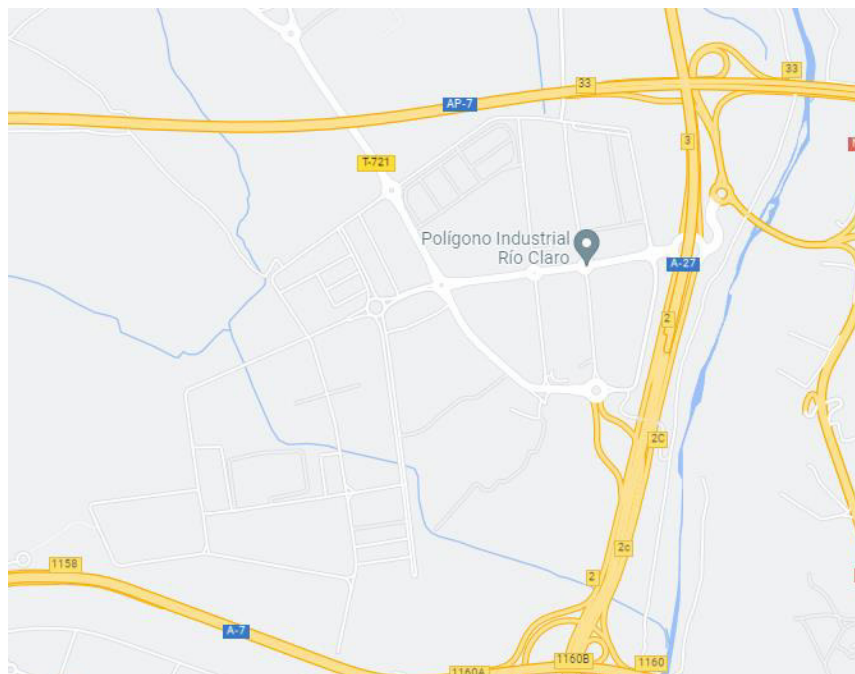 33
33
AP-7
3
T-721
Polígono Industrial
Río Claro
A-27
2
2C
2c
1158
2
A-7
1160A
1160B
1160